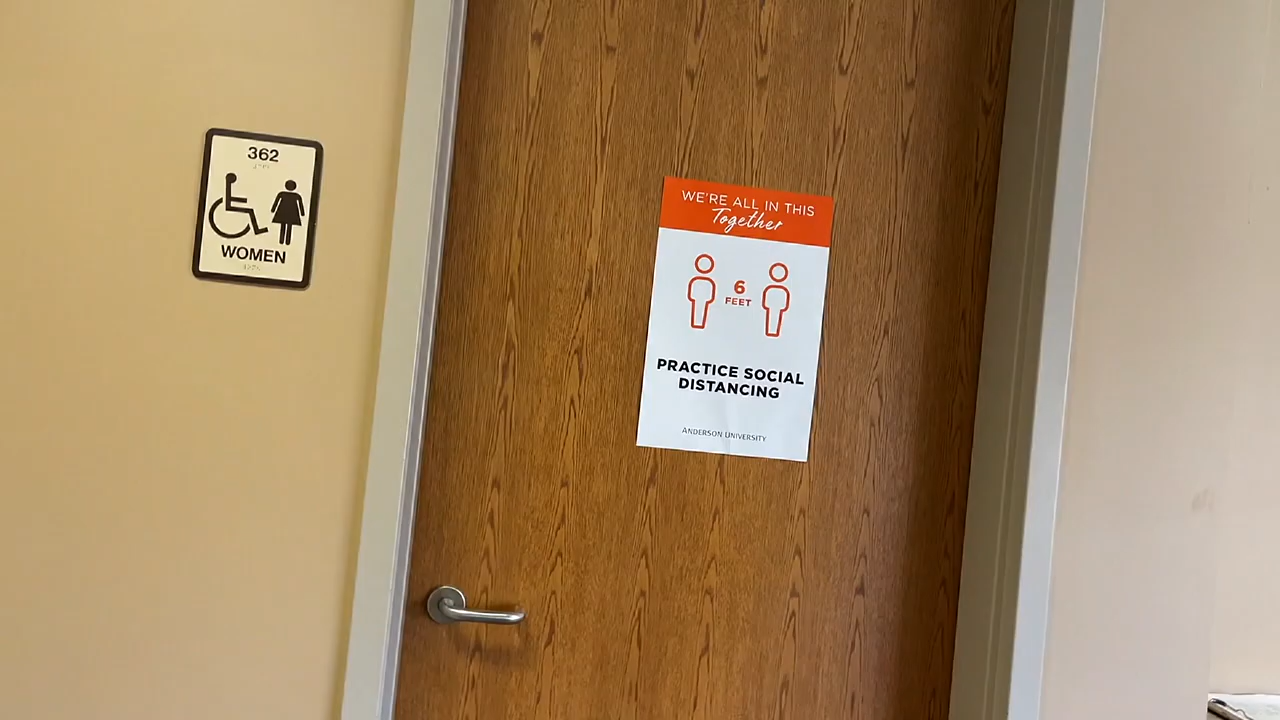 362
WOMEN
WE'RE ALL IN THIS
Together
6
FEET
PRACTICE SOCIAL
DISTANCING
ANDERSON UNIVERSITY